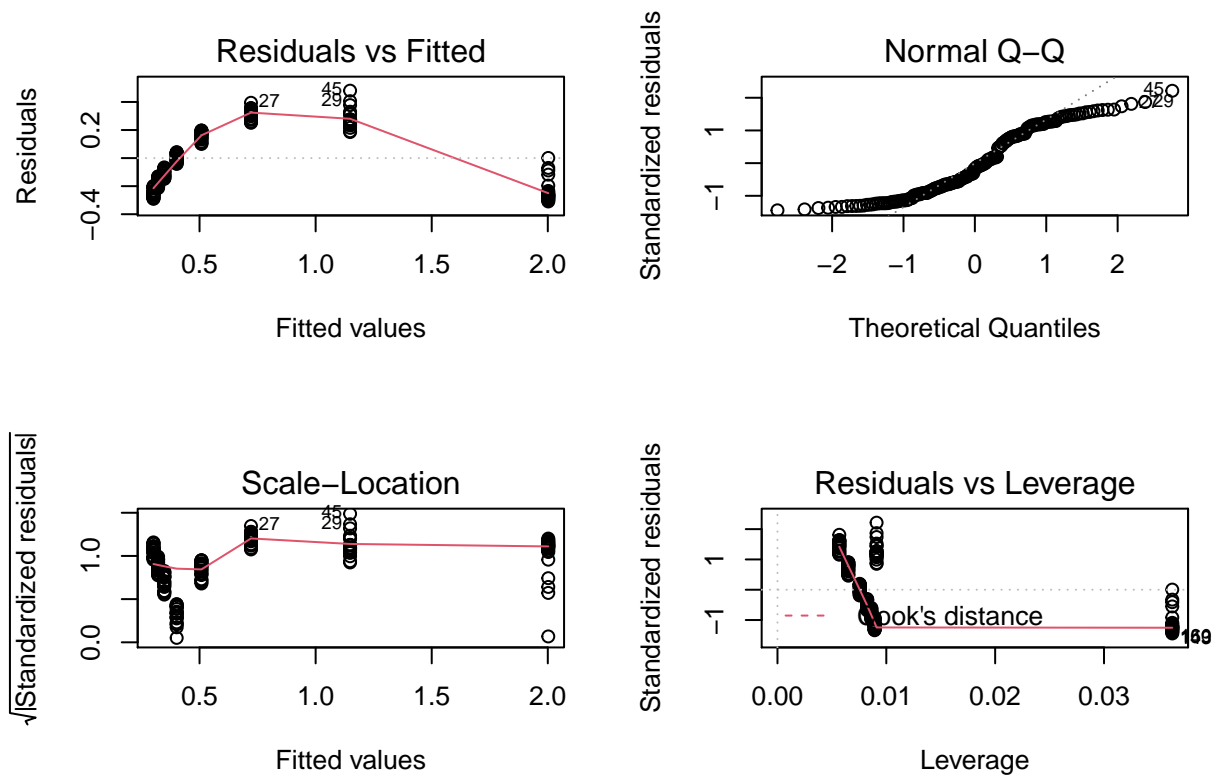 Residuals vs Fitted
Residuals
0.2
−0.4
27
45
29
0.5 1.0 1.5 2.0
Fitted values
Normal Q−Q
Standardized residuals
1
−1
45
29
−2 −1 0 1 2
Theoretical Quantiles
Scale−Location
√|Standardized residuals|
1.0
0.0
27
45
29
0.5 1.0 1.5 2.0
Fitted values
Residuals vs Leverage
Standardized residuals
1
−1
Cook's distance
0.00 0.01 0.02 0.03
Leverage